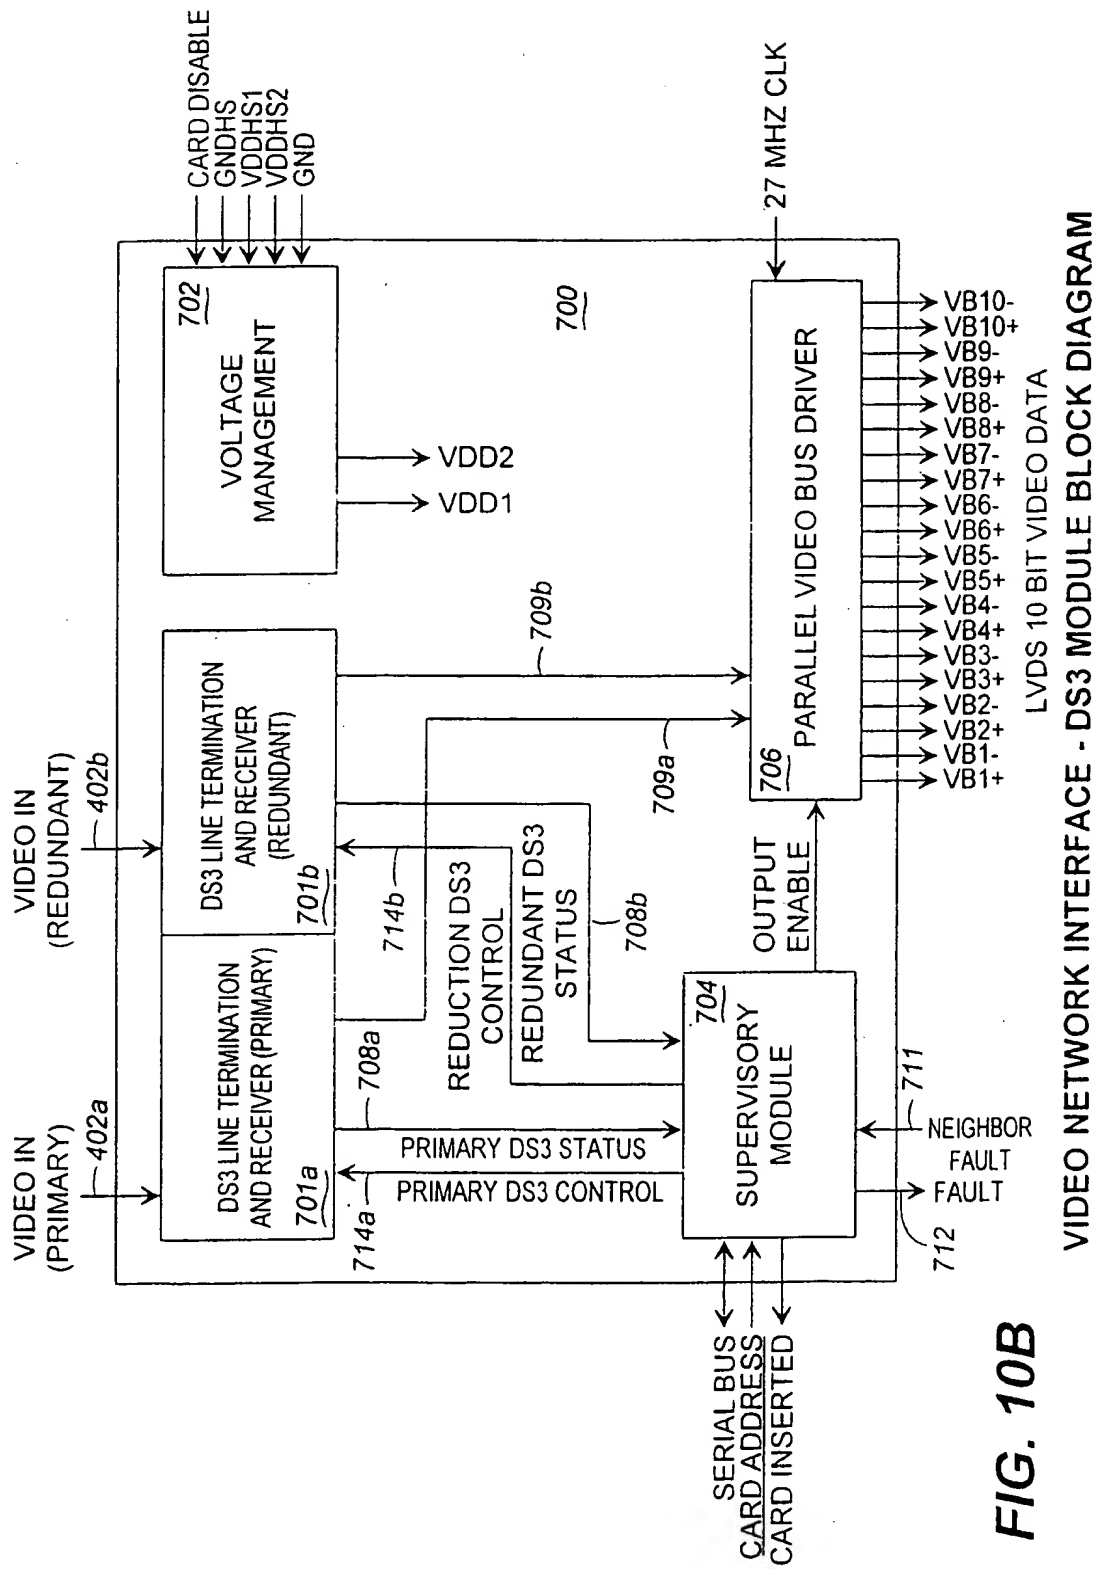 VIDEO IN
(PRIMARY)
402a
VIDEO IN
(REDUNDANT)
402b
DS3 LINE TERMINATION
AND RECEIVER (PRIMARY)
701a
DS3 LINE TERMINATION
AND RECEIVER
(REDUNDANT)
701b
VOLTAGE
MANAGEMENT
702
CARD DISABLE
GNDHS
VDDHS1
VDDHS2
GND
VDD1
VDD2
700
714a
PRIMARY DS3 CONTROL
PRIMARY DS3 STATUS
708a
REDUCTION DS3
CONTROL
714b
REDUNDANT DS3
STATUS
708b
709a
709b
SERIAL BUS
CARD ADDRESS
CARD INSERTED
SUPERVISORY
MODULE
704
OUTPUT
ENABLE
706
PARALLEL VIDEO BUS DRIVER
27 MHZ CLK
712
FAULT
711
NEIGHBOR
FAULT
VB1+
VB1-
VB2+
VB2-
VB3+
VB3-
VB4+
VB4-
VB5+
VB5-
VB6+
VB6-
VB7+
VB7-
VB8+
VB8-
VB9+
VB9-
VB10+
VB10-
LVDS 10 BIT VIDEO DATA
FIG. 10B
VIDEO NETWORK INTERFACE - DS3 MODULE BLOCK DIAGRAM